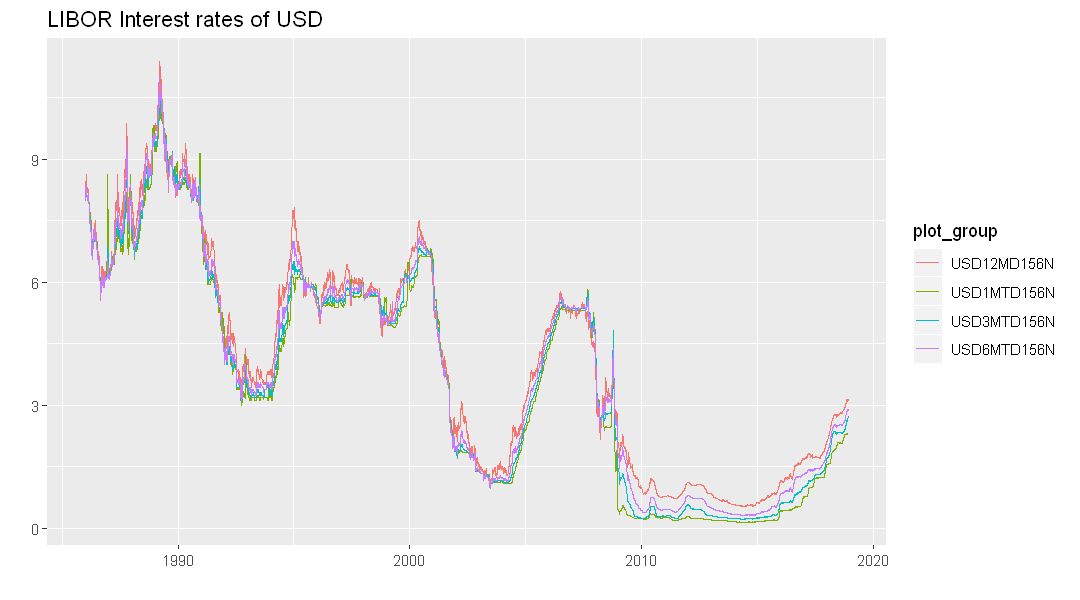 LIBOR Interest rates of USD
9
6
3
0
1990
2000
2010
2020
plot_group
USD12MD156N
USD1MTD156N
USD3MTD156N
USD6MTD156N